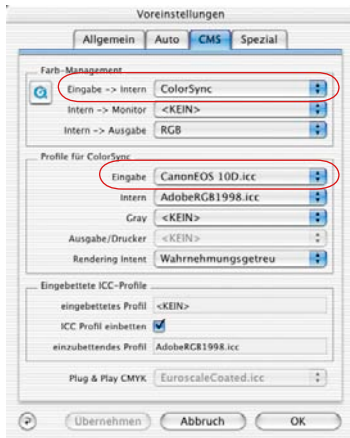 Voreinstellungen
Allgemein Auto CMS Spezial
Farb-Management
Eingabe -> Intern ColorSync
Intern -> Monitor <KEIN>
Intern -> Ausgabe RGB
Profile für ColorSync
Eingabe CanonEOS 10D.icc
Intern AdobeRGB1998.icc
Gray <KEIN>
Ausgabe/Drucker <KEIN>
Rendering Intent Wahrnehmungsgetreu
Eingebettete ICC-Profile
eingebettetes Profil <KEIN>
ICC Profil einbetten
einzubettendes Profil AdobeRGB1998.icc
Plug & Play CMYK EuroscaleCoated.icc
Übernehmen Abbruch OK